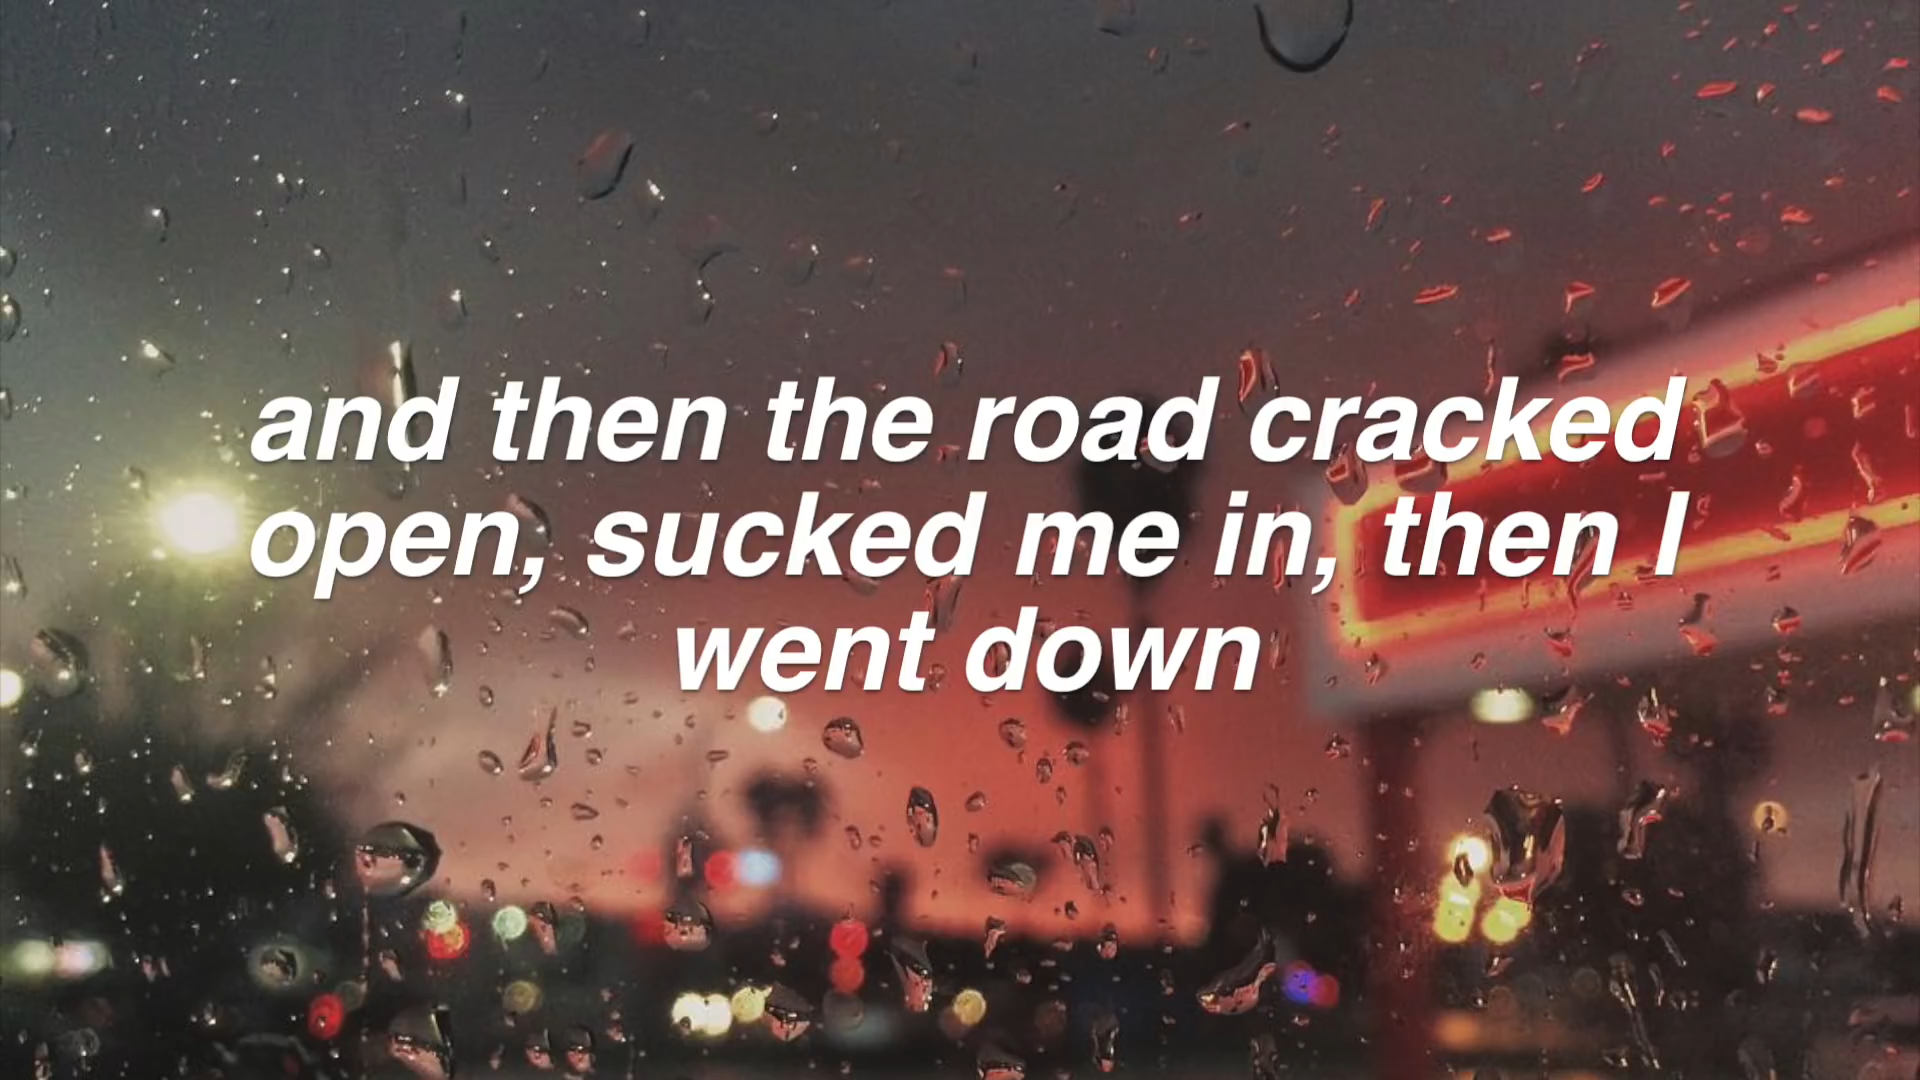 and then the road cracked
open, sucked me in, then I
went down